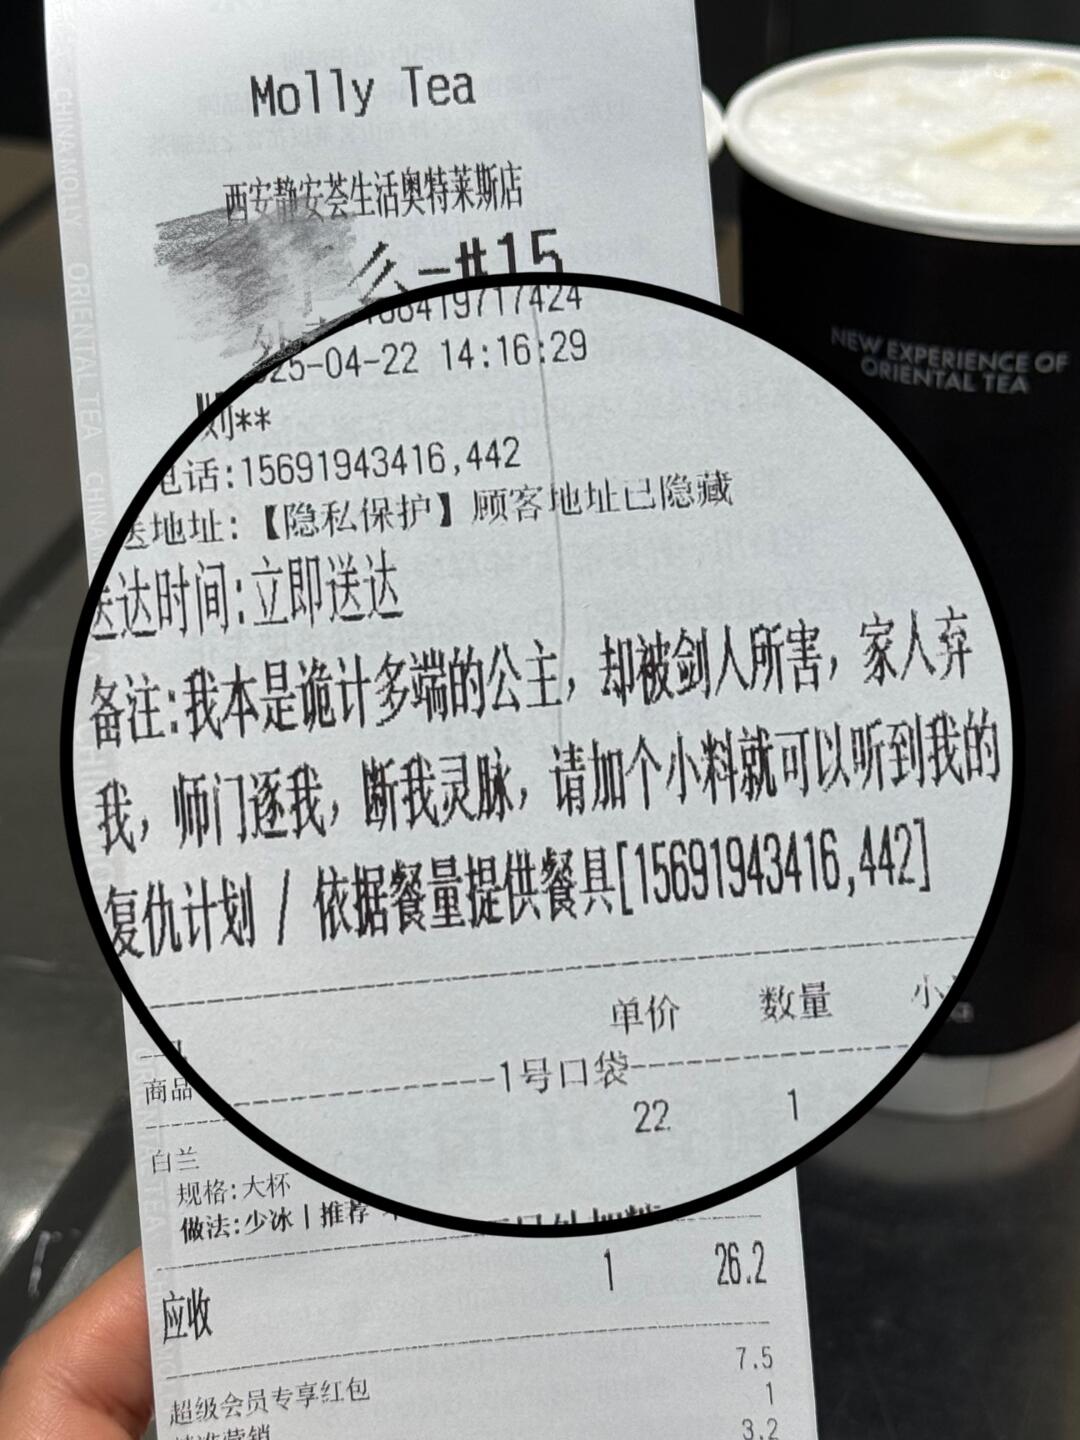 Molly Tea
西安静安荟生活奥特莱斯店
么-#15
25-04-22 14:16:29
刘**
电话:15691943416,442
送地址:【隐私保护】顾客地址已隐藏
送达时间:立即送达
备注:我本是诡计多端的公主，却被剑人所害，家人弃
我，师门逐我，断我灵脉，请加个小料就可以听到我的
复仇计划 / 依据餐量提供餐具[15691943416,442]
单价 数量 小
商品
1号口袋
22 1
白兰
规格:大杯
做法:少冰|推荐
应收 1 26.2
7.5
超级会员专享红包 1
3.2
NEW EXPERIENCE OF
ORIENTAL TEA
CHINA MOLLY ORIENTAL TEA